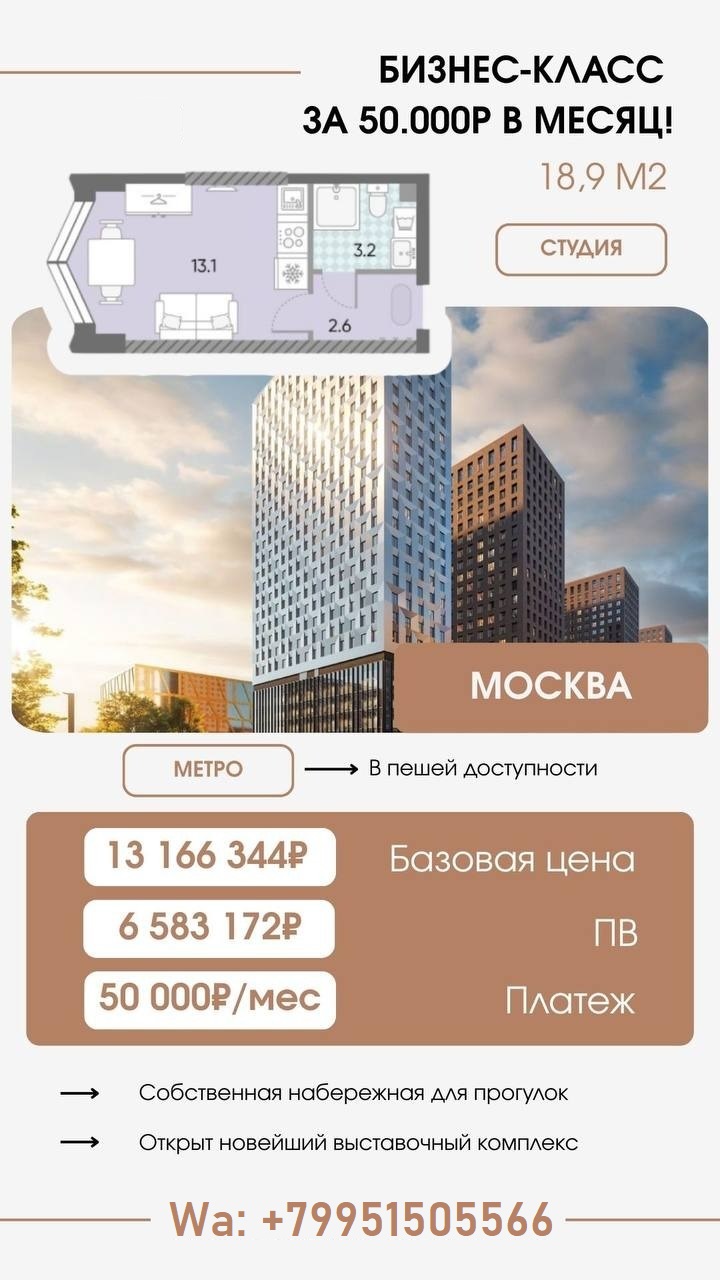 БИЗНЕС-КЛАСС
ЗА 50.000Р В МЕСЯЦ!
18,9 М2
СТУДИЯ
13.1
3.2
2.6
МОСКВА
МЕТРО
В пешей доступности
13 166 344₽
Базовая цена
6 583 172₽
ПВ
50 000₽/мес
Платеж
Собственная набережная для прогулок
Открыт новейший выставочный комплекс
Wa: +79951505566